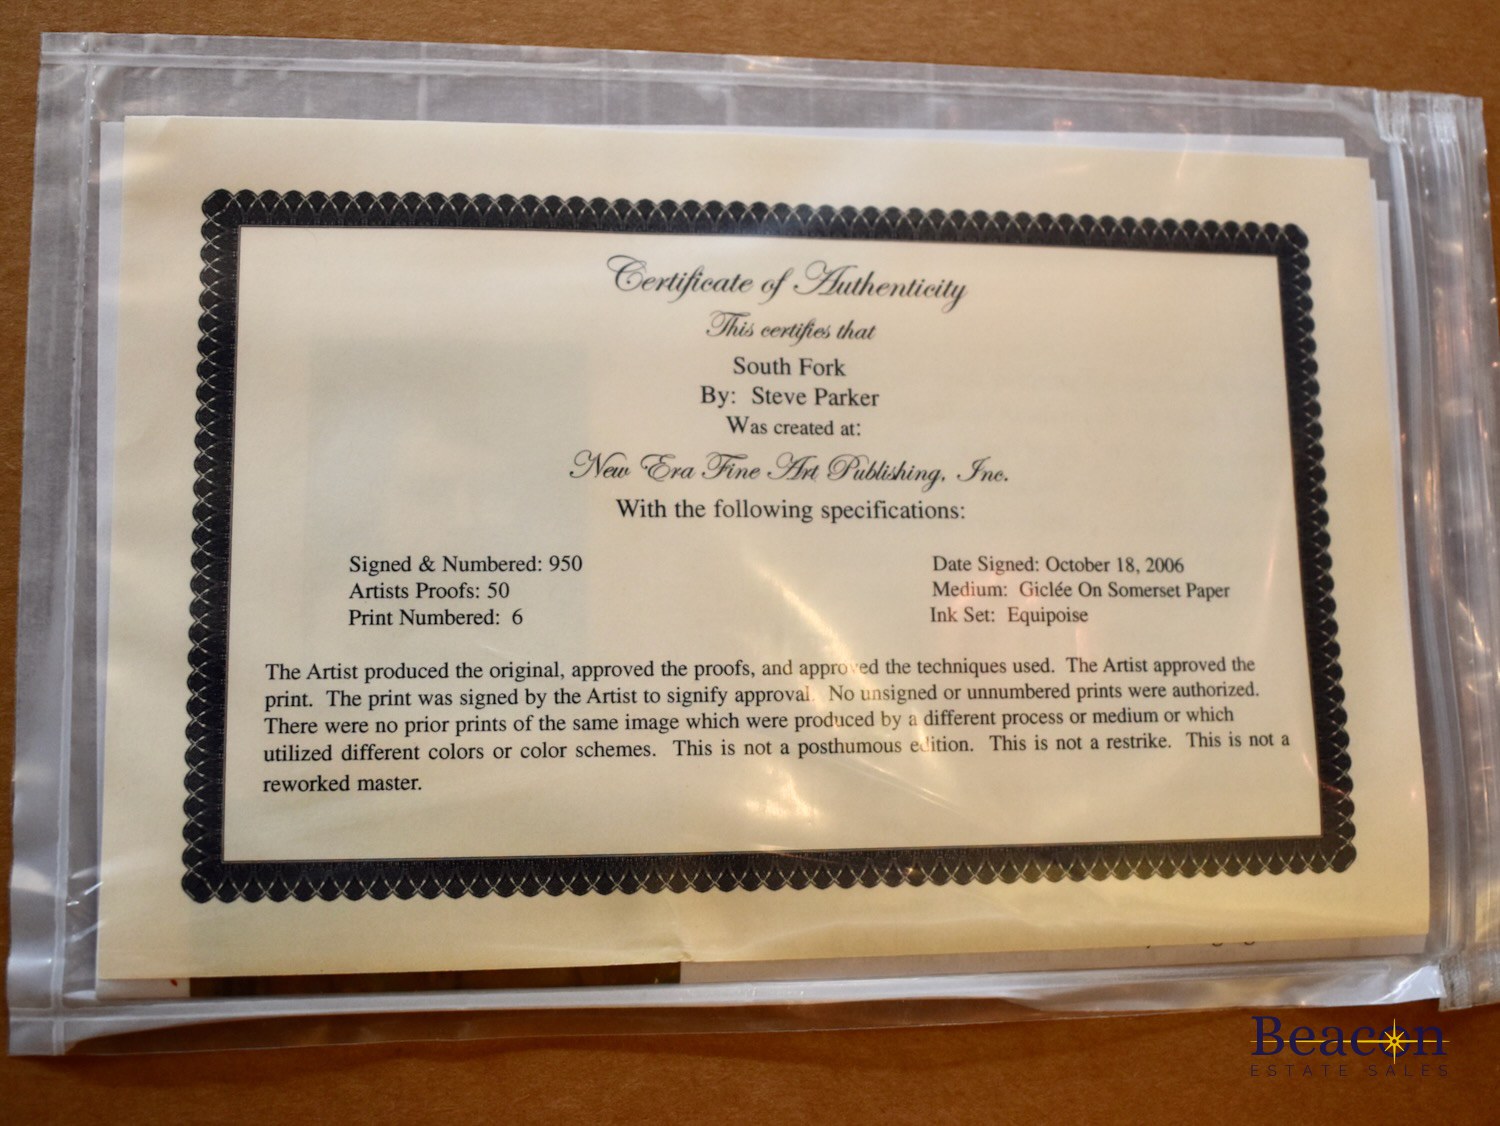 Certificate of Authenticity
This certifies that
South Fork
By: Steve Parker
Was created at:
New Era Fine Art Publishing, Inc.
With the following specifications:
Signed & Numbered: 950
Artists Proofs: 50
Print Numbered: 6
Date Signed: October 18, 2006
Medium: Giclée On Somerset Paper
Ink Set: Equipoise
The Artist produced the original, approved the proofs, and approved the techniques used. The Artist approved the
print. The print was signed by the Artist to signify approval. No unsigned or unnumbered prints were authorized.
There were no prior prints of the same image which were produced by a different process or medium or which
utilized different colors or color schemes. This is not a posthumous edition. This is not a restrike. This is not a
reworked master.
Beacon
ESTATE SALES